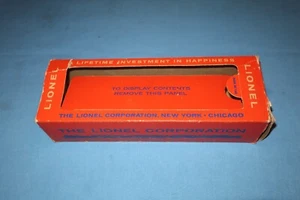 A LIFETIME INVESTMENT IN HAPPINESS
LIONEL
TO DISPLAY CONTENTS
REMOVE THIS PANEL
LIONEL
THE LIONEL CORPORATION, NEW YORK - CHICAGO
THE LIONEL CORPORATION